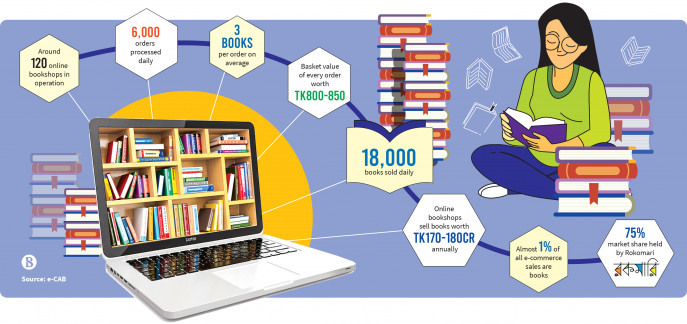 Around
120 online
bookshops in
operation
6,000
orders
processed
daily
3
BOOKS
per order on
average
Basket value
of every order
worth
TK800-850
18,000
books sold daily
Online
bookshops
sell books worth
TK170-180CR
annually
Almost 1% of
all e-commerce
sales are
books
75%
market share held
by Rokomari
রকমারি
B
Source: e-CAB